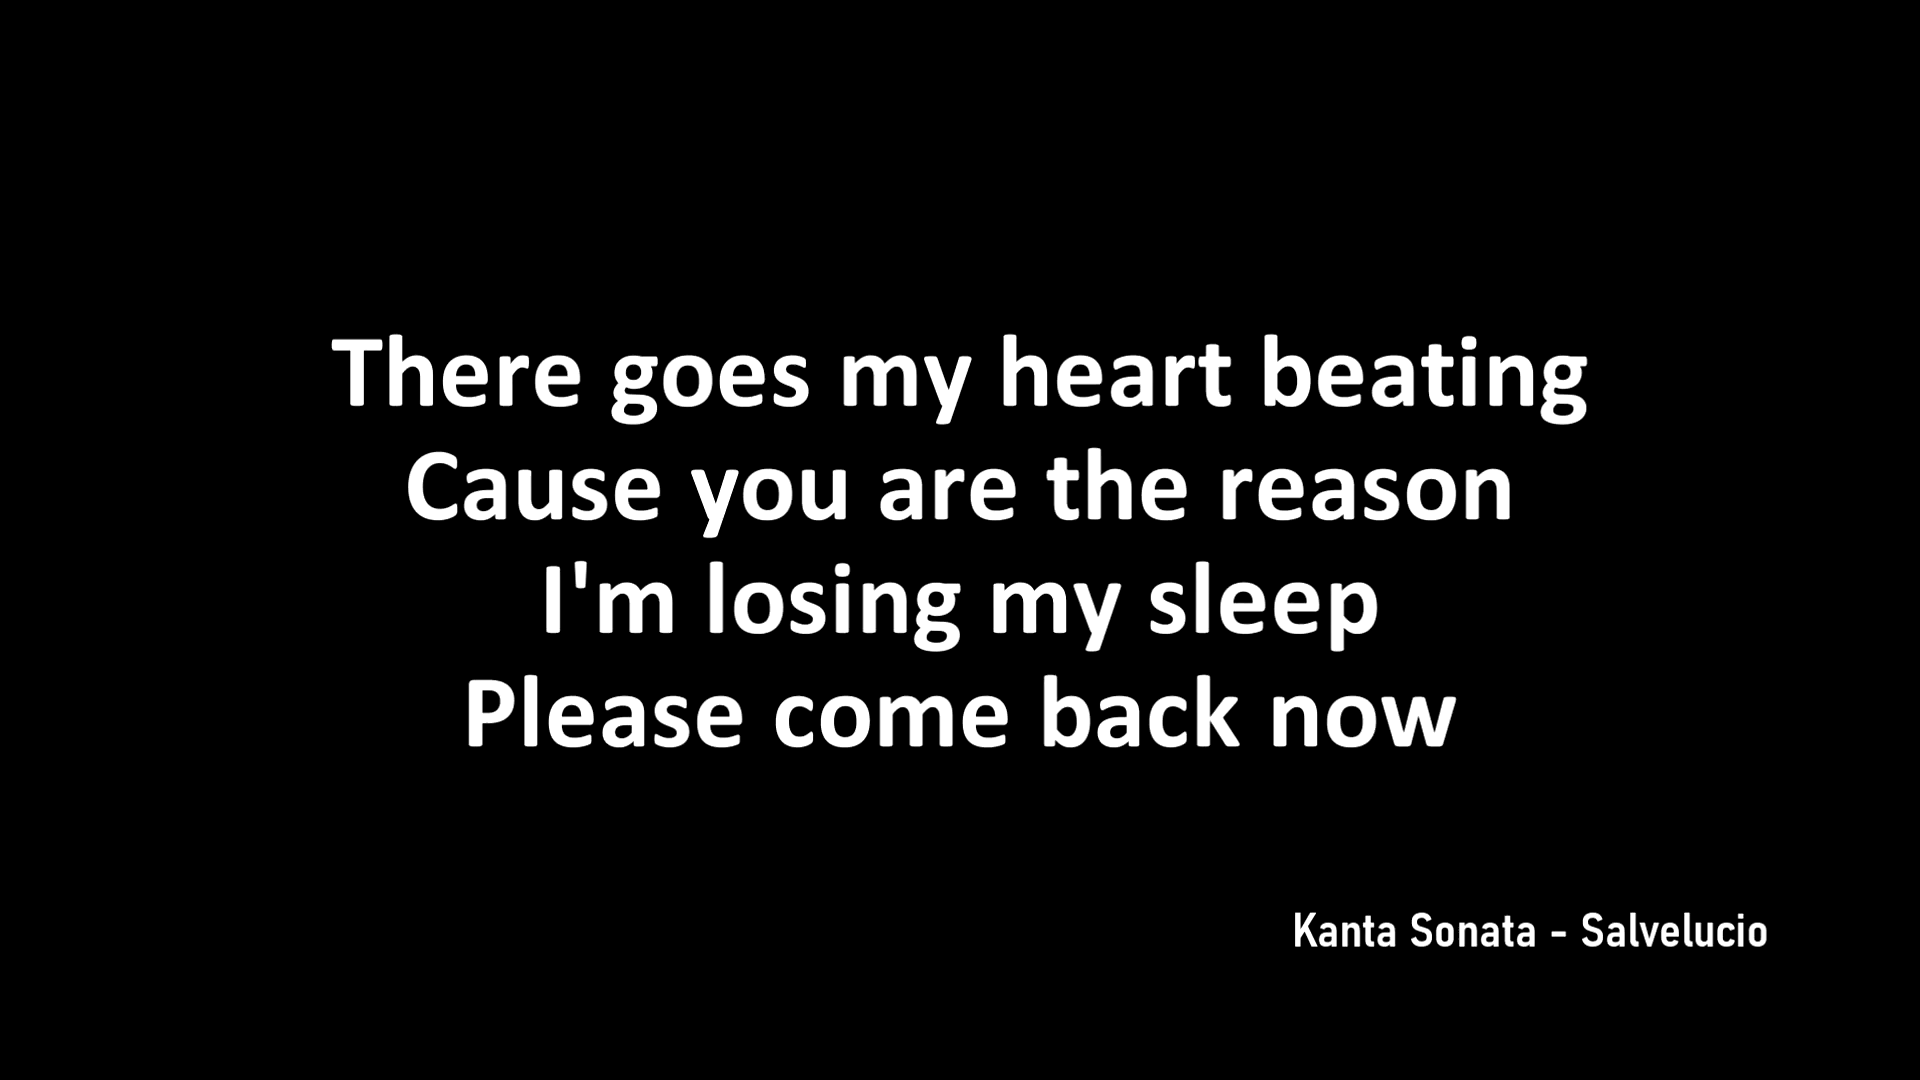 There goes my heart beating
Cause you are the reason
I'm losing my sleep
Please come back now
Kanta Sonata - Salvelucio